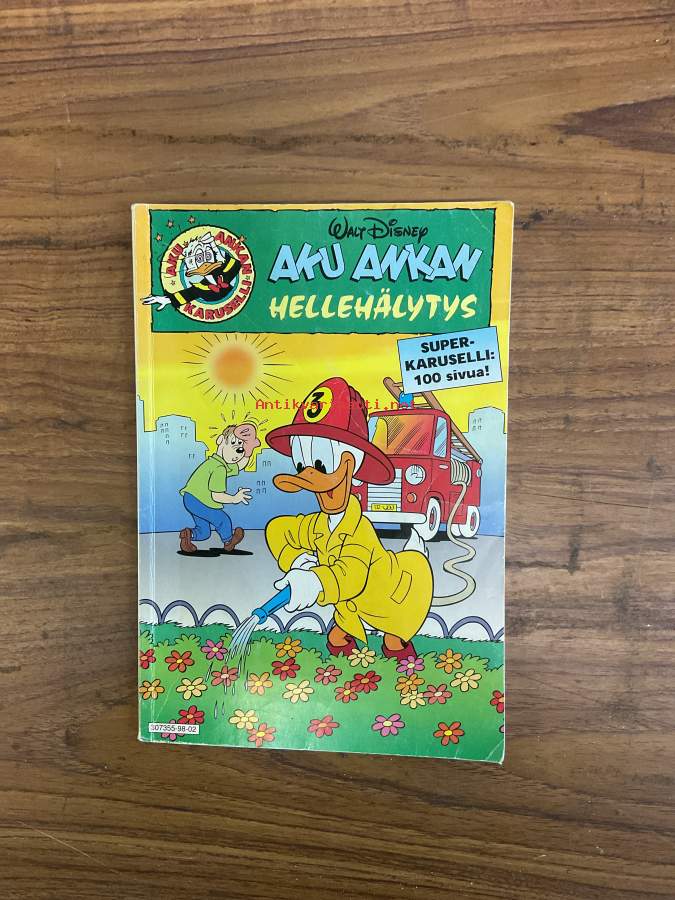 WALT DISNEY
AKU ANKAN
HELLEHÄLYTYS
AKU ANKAN
KARUSELLI
SUPER-
KARUSELLI:
100 sivua!
3
Antikvariaatti.net
307355-98-02